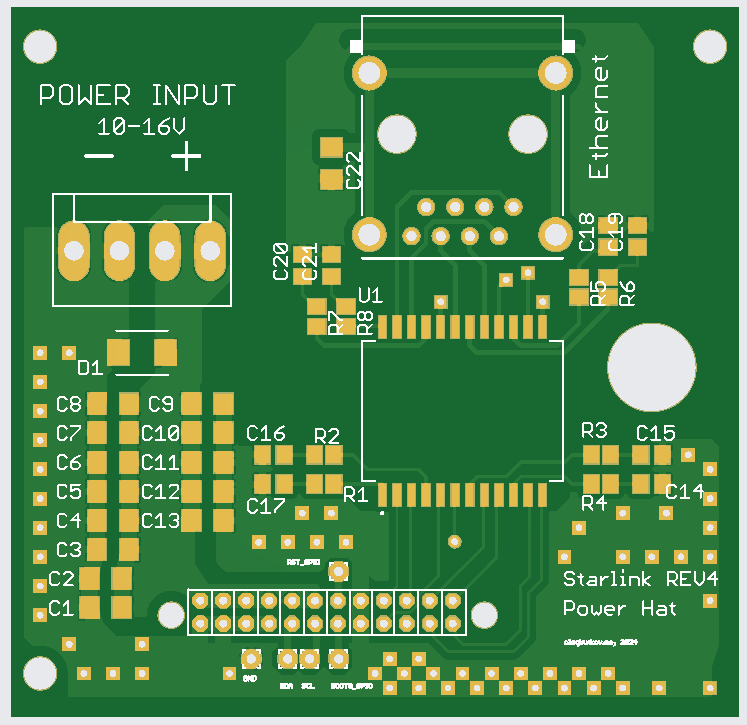 POWER INPUT
10-16V
Ethernet
C22
C18
C19
C20
C21
U1
R5
R6
R7
R8
D1
C8
C9
C7
C10
C16
R2
R3
C15
C6
C11
C5
C12
C17
R1
R4
C14
C4
C13
C3
RST_GPIO
C2
Starlink REV4
C1
Power Hat
GND
SDA
SCL
BOOT0_GPIO